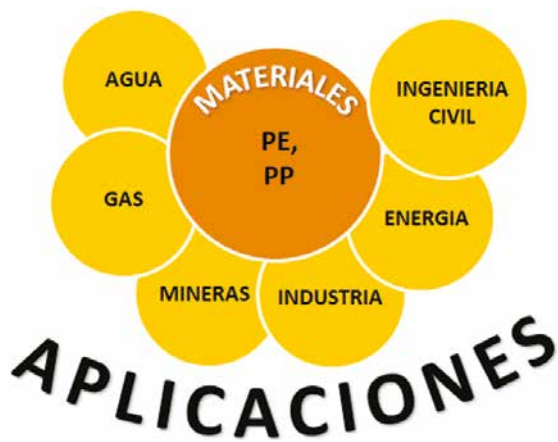 AGUA
MATERIALES
PE,
PP
INGENIERIA
CIVIL
GAS
ENERGIA
MINERAS
INDUSTRIA
APLICACIONES